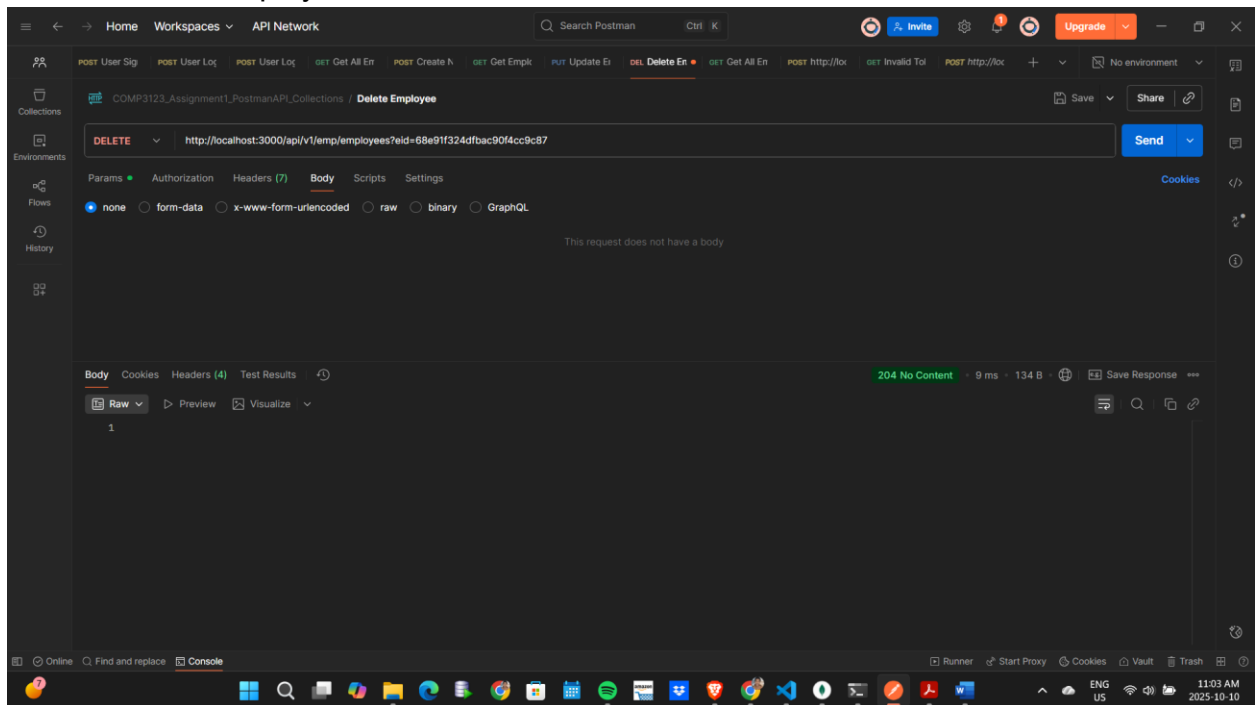 Home Workspaces API Network Search Postman Ctrl K Invite 1 Upgrade
POST User Sig POST User Log POST User Log GET Get All Em POST Create N GET Get Emplo PUT Update Er DEL Delete En GET Get All Em POST http://loc GET Invalid Tol POST http://loc No environment
Collections
COMP3123_Assignment1_PostmanAPI_Collections / Delete Employee Save Share
Environments
DELETE http://localhost:3000/api/v1/emp/employees?eid=68e91f324dfbac90f4cc9c87 Send
Flows
Params Authorization Headers (7) Body Scripts Settings Cookies
none form-data x-www-form-urlencoded raw binary GraphQL
History
This request does not have a body
Body Cookies Headers (4) Test Results 204 No Content 9 ms 134 B Save Response
Raw Preview Visualize
1
Online Find and replace Console Runner Start Proxy Cookies Vault Trash
7 ENG 11:03 AM
US 2025-10-10